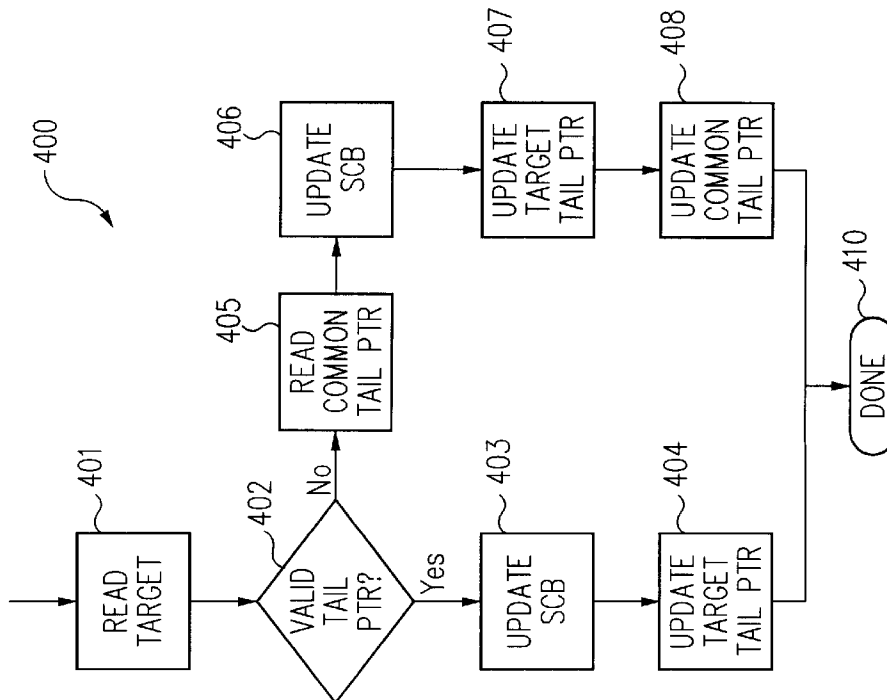 400
401
READ
TARGET
402
VALID
TAIL
PTR?
No
Yes
403
UPDATE
SCB
404
UPDATE
TARGET
TAIL PTR
405
READ
COMMON
TAIL PTR
406
UPDATE
SCB
407
UPDATE
TARGET
TAIL PTR
408
UPDATE
COMMON
TAIL PTR
410
DONE